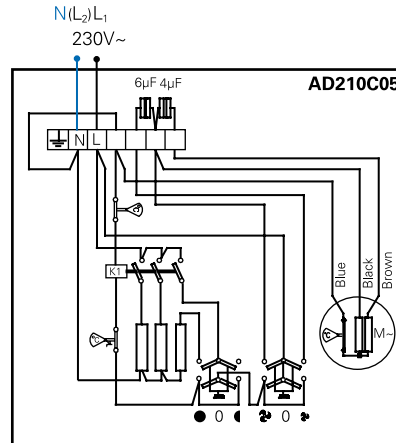 N(L₂)L₁
230V~
6µF 4µF
AD210C05
N L
K1
Blue
Black
Brown
M~
0
0